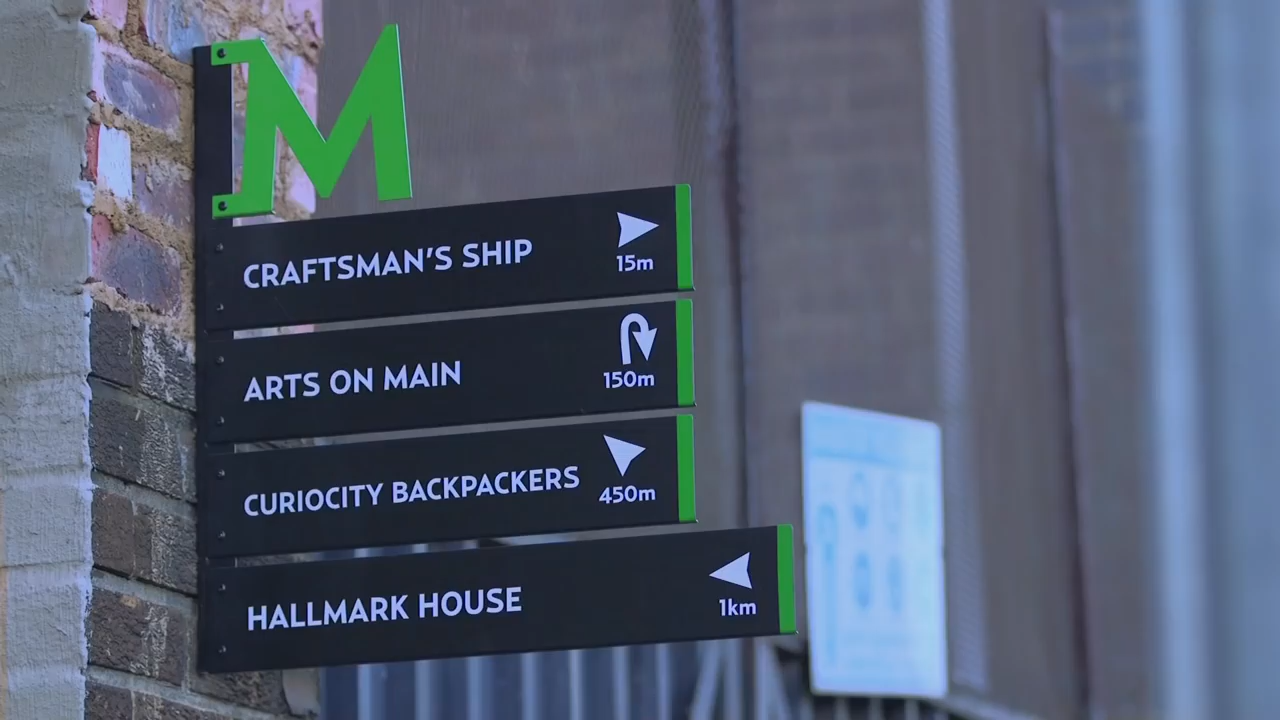 M
CRAFTSMAN'S SHIP
15m
ARTS ON MAIN
150m
CURIOCITY BACKPACKERS
450m
HALLMARK HOUSE
1km